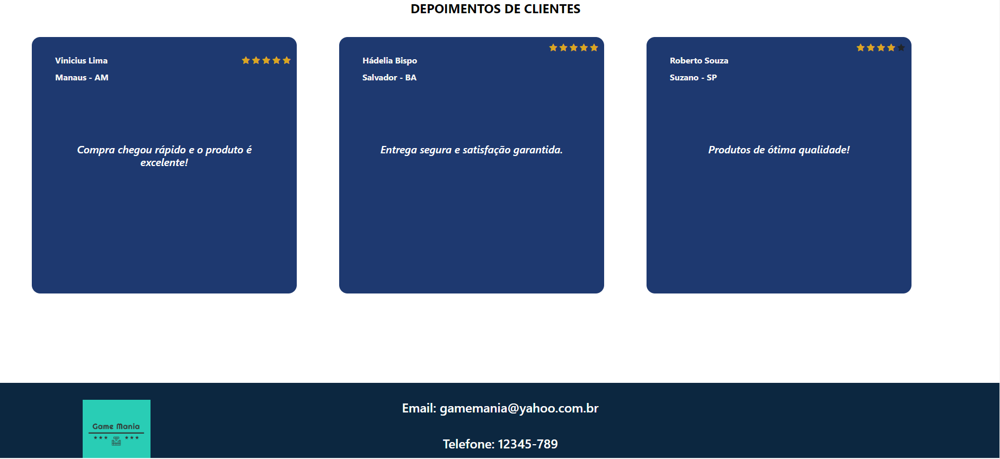 DEPOIMENTOS DE CLIENTES
Vinicius Lima
Manaus - AM
Compra chegou rápido e o produto é
excelente!
Hádelia Bispo
Salvador - BA
Entrega segura e satisfação garantida.
Roberto Souza
Suzano - SP
Produtos de ótima qualidade!
Game Mania
Email: gamemania@yahoo.com.br
Telefone: 12345-789